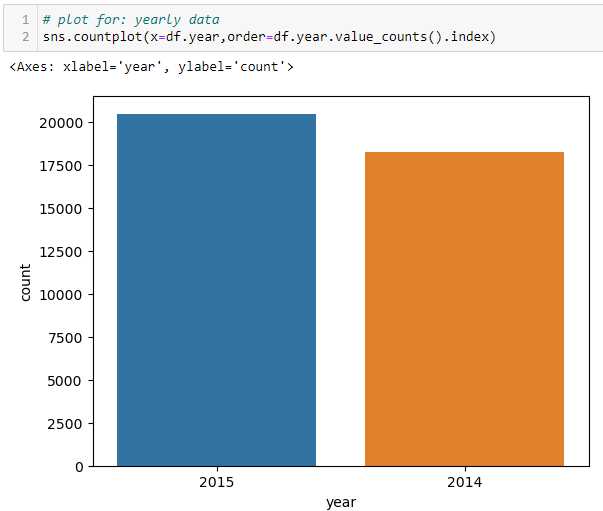 1 # plot for: yearly data
2 sns.countplot(x=df.year,order=df.year.value_counts().index)
<Axes: xlabel='year', ylabel='count'>
20000
17500
15000
12500
10000
7500
5000
2500
0
count
2015 2014
year